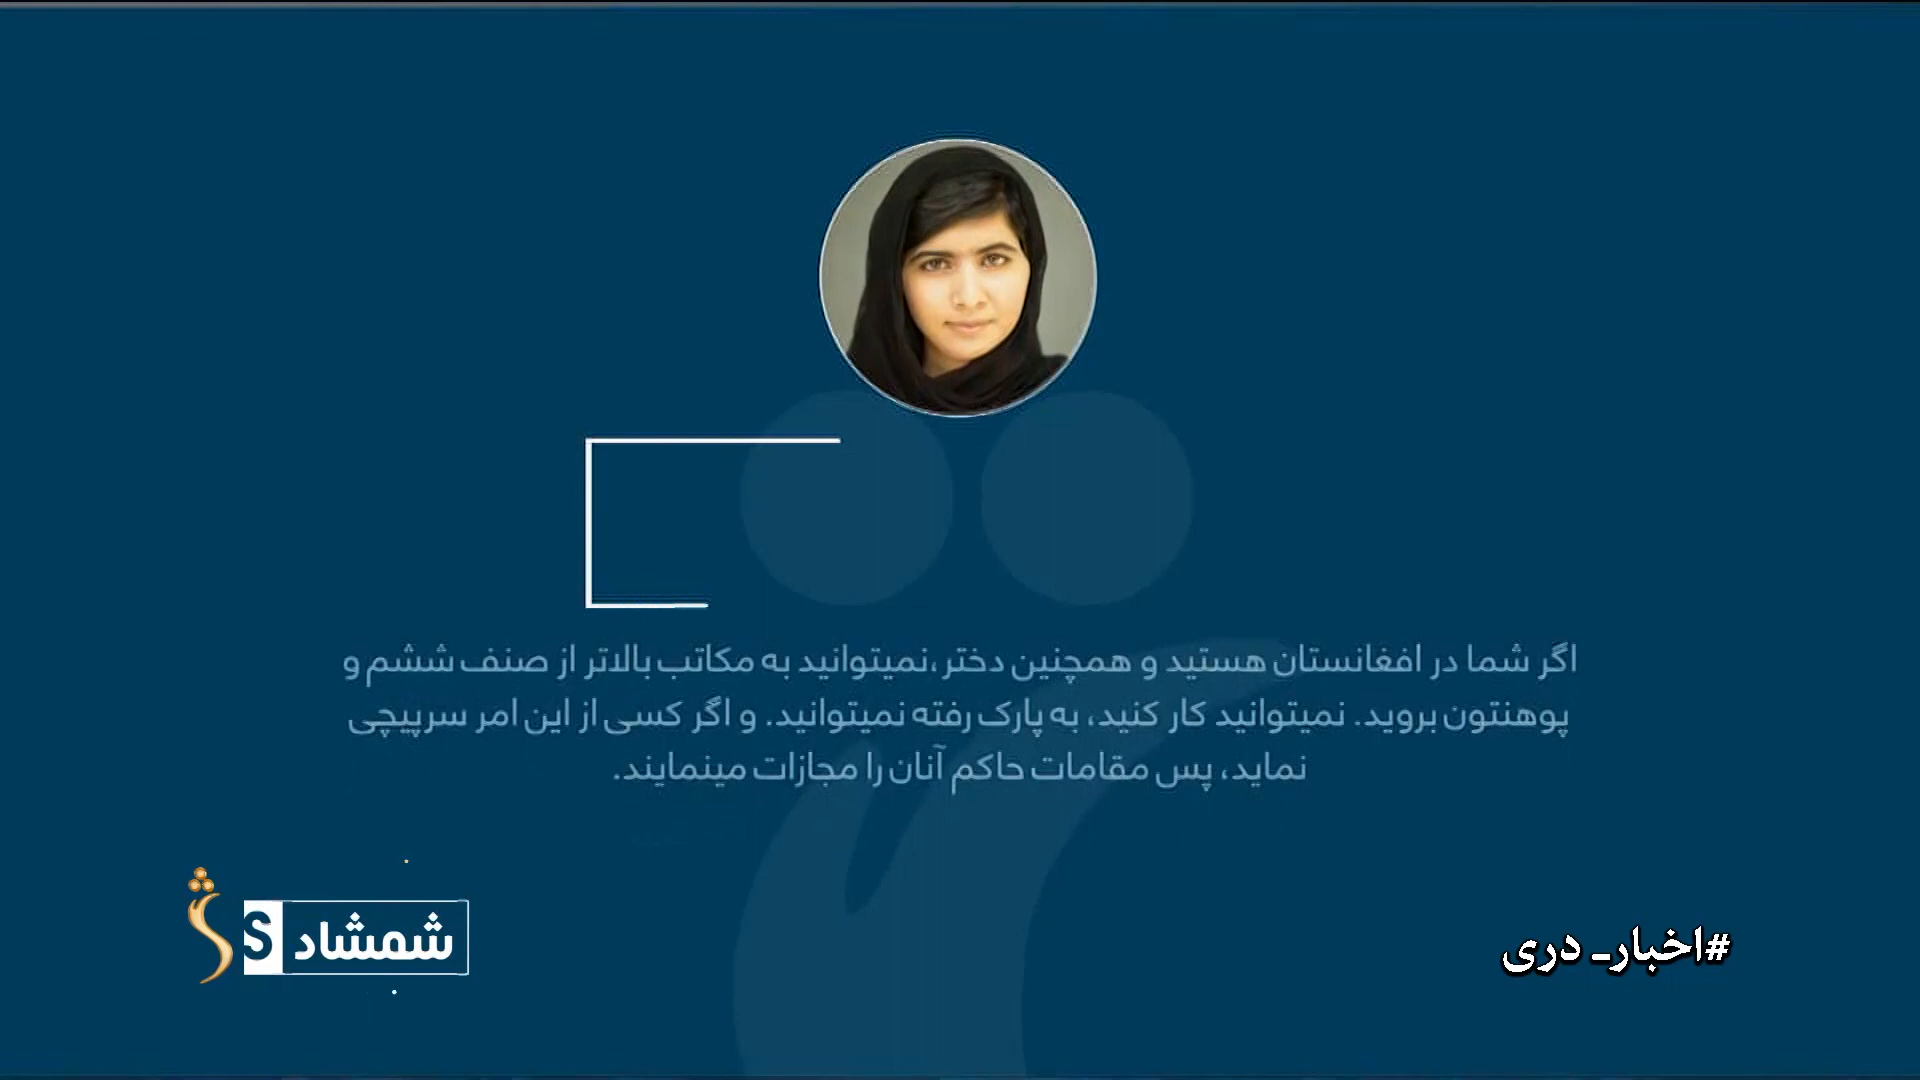 اگر شما در افغانستان هستید و همچنین دختر،نمیتوانید به مکاتب بالاتر از صنف ششم و
پوهنتون بروید. نمیتوانید کار کنید، به پارک رفته نمیتوانید. و اگر کسی از این امر سرپیچی
نماید، پس مقامات حاکم آنان را مجازات مینمایند.
S شمشاد
#اخبار_ دری